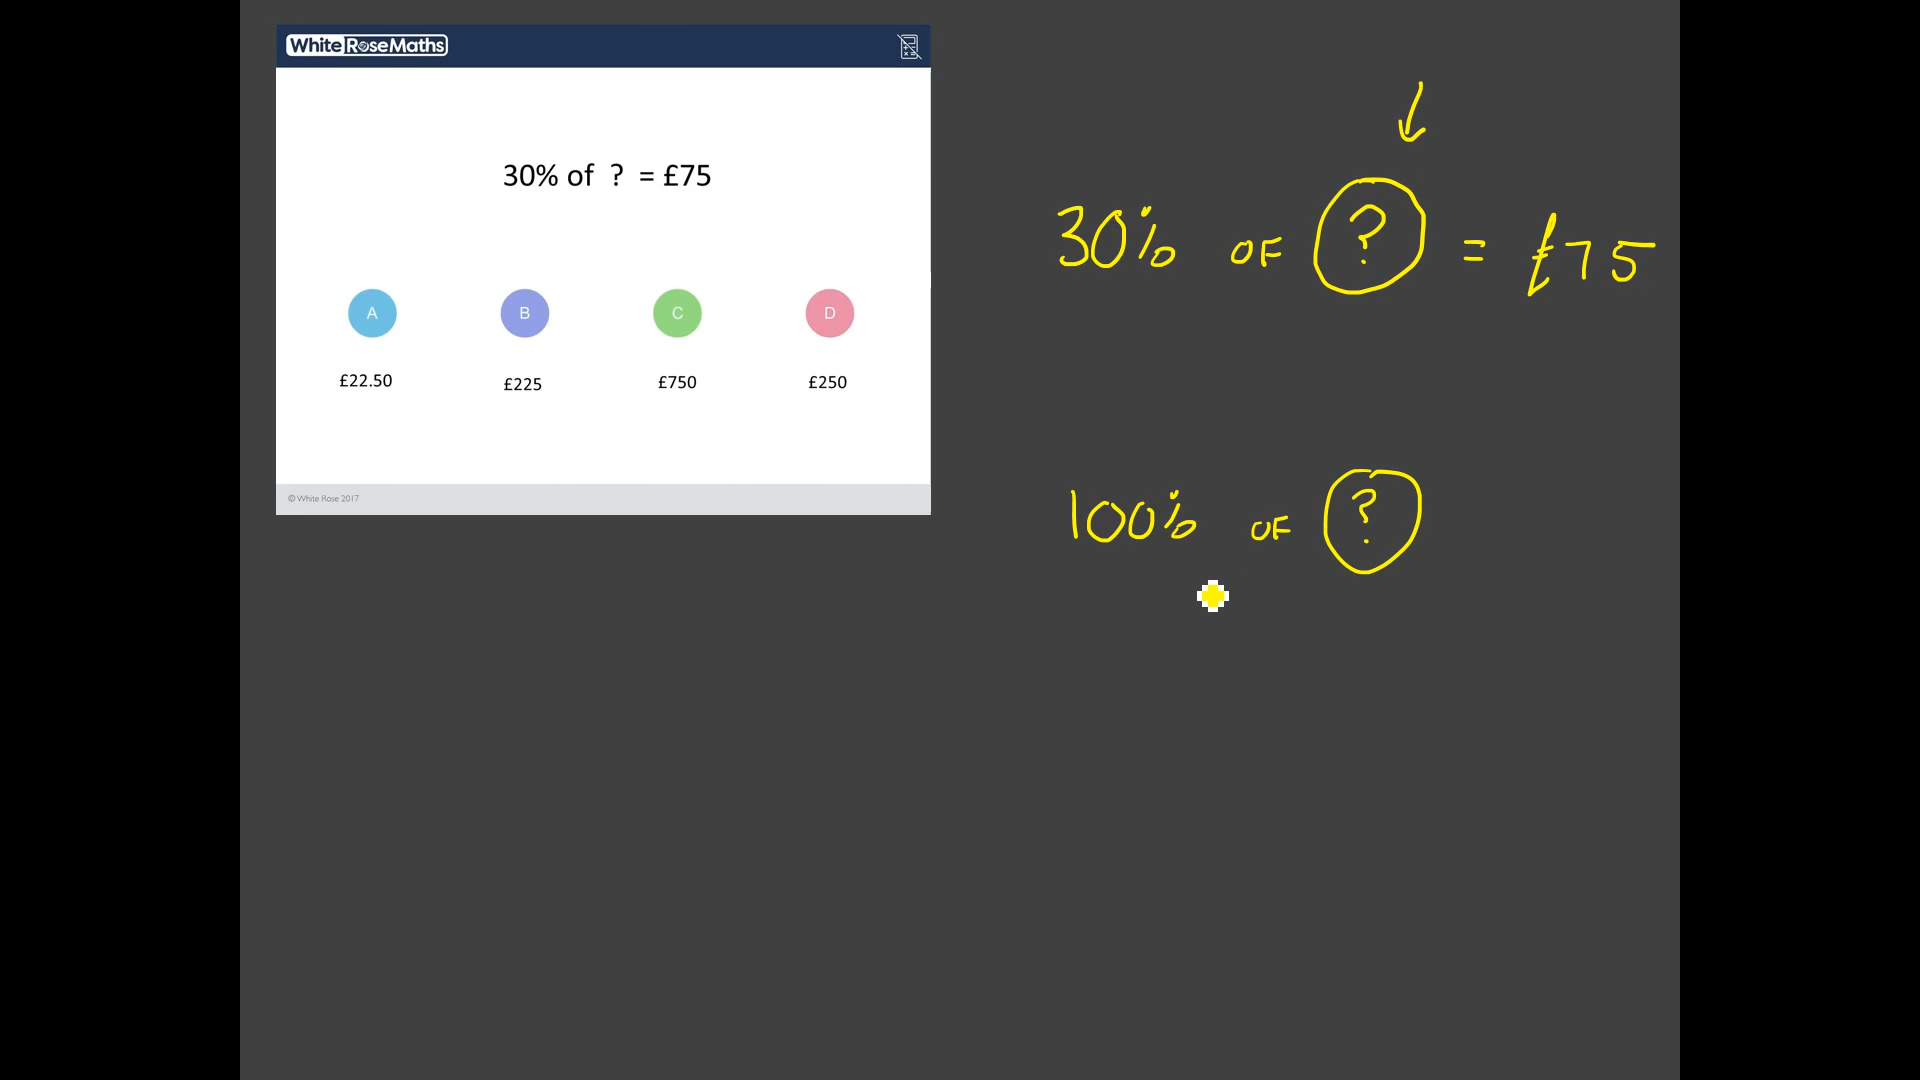 WhiteRoseMaths
30% of ? = £75
A B C D
£22.50 £225 £750 £250
© White Rose 2017
30% OF ? = £75
100% OF ?